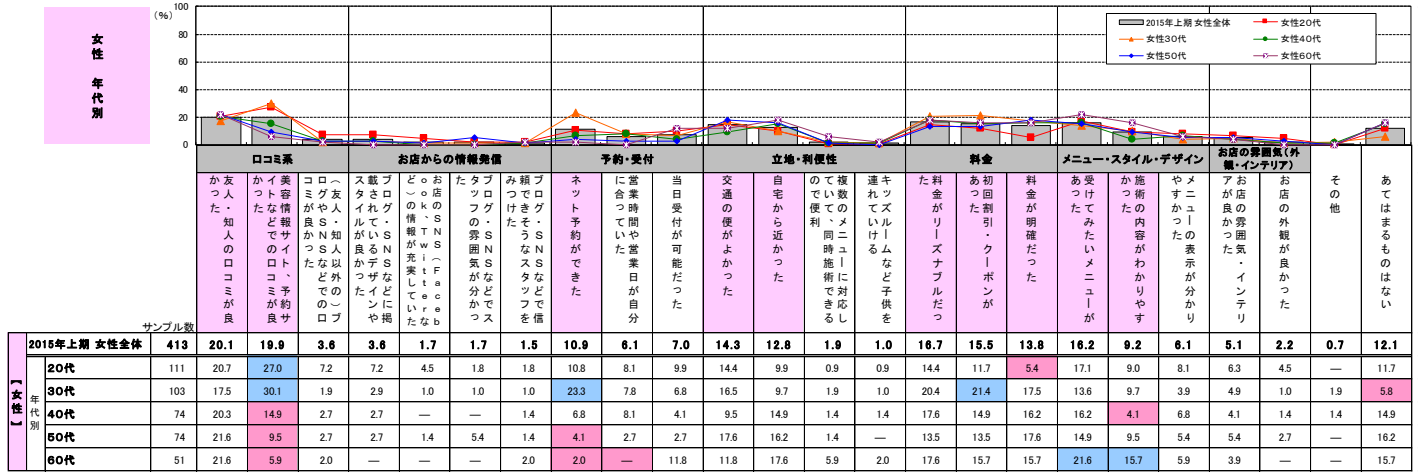 女性 年代別
(%)
100
80
60
40
20
0
2015年上期 女性全体
女性20代
女性30代
女性40代
女性50代
女性60代
口コミ系
お店からの情報発信
予約・受付
立地・利便性
料金
メニュー・スタイル・デザイン
お店の雰囲気(外
観・インテリア)
友人・知人の口コミが良
かった
美容情報サイト、予約サ
イトなどでの口コミが良
かった
(友人・知人以外の)ブ
ログやSNSなどでの口
コミが良かった
ブログ・SNSなどに掲
載されているデザインや
スタイルが良かった
お店のSNS(Faceb
ook、Twitterな
ど)の情報が充実していた
ブログ・SNSなどでス
タッフの雰囲気が分かっ
た
ブログ・SNSなどで信
頼できそうなスタッフを
みつけた
ネット予約ができた
営業時間や営業日が自分
に合っていた
当日受付が可能だった
交通の便がよかった
自宅から近かった
複数のメニューに対応し
ていて、同時施術できる
ので便利
キッズルームなど子供を
連れていける
料金がリーズナブルだっ
た
初回割引・クーポンが
あった
料金が明確だった
受けてみたいメニューが
あった
施術の内容がわかりやす
かった
メニューの表示が分かり
やすかった
お店の雰囲気・インテリ
アが良かった
お店の外観が良かった
その他
あてはまるものはない
サンプル数
2015年上期 女性全体 413 20.1 19.9 3.6 3.6 1.7 1.7 1.5 10.9 6.1 7.0 14.3 12.8 1.9 1.0 16.7 15.5 13.8 16.2 9.2 6.1 5.1 2.2 0.7 12.1
【女性】
年代別
20代 111 20.7 27.0 7.2 7.2 4.5 1.8 1.8 10.8 8.1 9.9 14.4 9.9 0.9 0.9 14.4 11.7 5.4 17.1 9.0 8.1 6.3 4.5 — 11.7
30代 103 17.5 30.1 1.9 2.9 1.0 1.0 1.0 23.3 7.8 6.8 16.5 9.7 1.9 1.0 20.4 21.4 17.5 13.6 9.7 3.9 4.9 1.0 1.9 5.8
40代 74 20.3 14.9 2.7 2.7 — — 1.4 6.8 8.1 4.1 9.5 14.9 1.4 1.4 17.6 14.9 16.2 16.2 4.1 6.8 4.1 1.4 1.4 14.9
50代 74 21.6 9.5 2.7 2.7 1.4 5.4 1.4 4.1 2.7 2.7 17.6 16.2 1.4 — 13.5 13.5 17.6 14.9 9.5 5.4 5.4 2.7 — 16.2
60代 51 21.6 5.9 2.0 — — — 2.0 2.0 — 11.8 11.8 17.6 5.9 2.0 17.6 15.7 15.7 21.6 15.7 5.9 3.9 — — 15.7